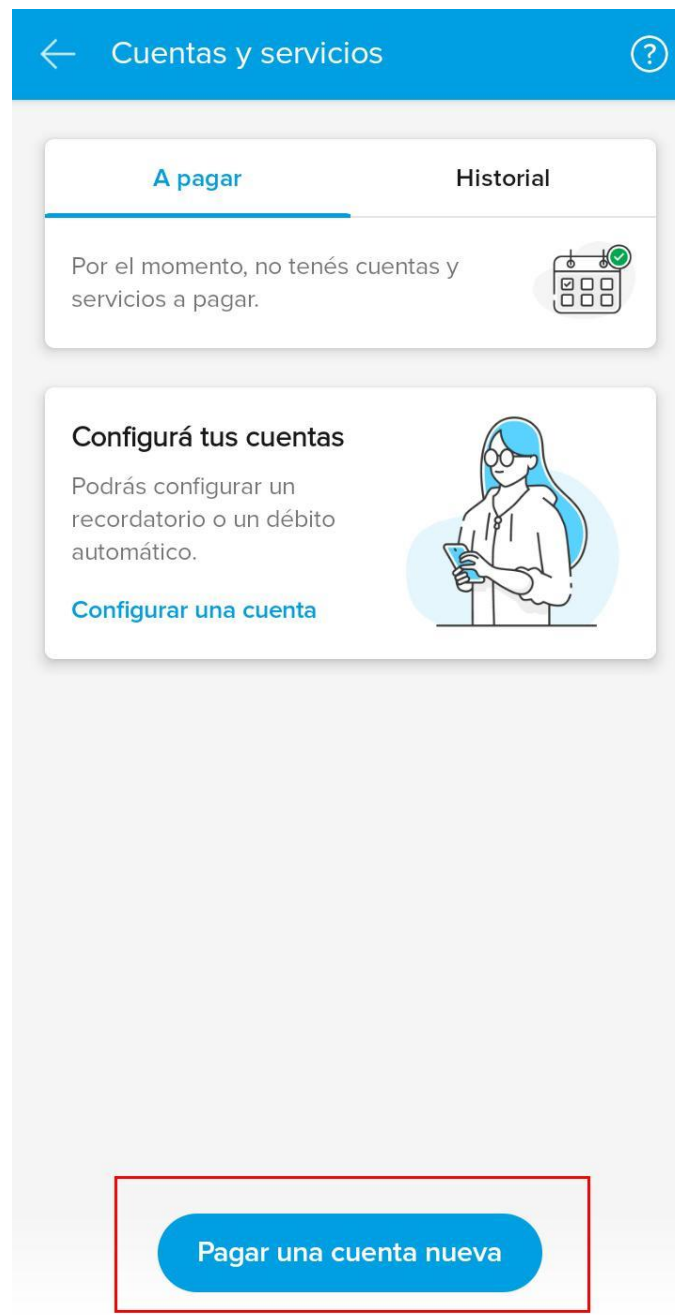 Cuentas y servicios
?
A pagar
Historial
Por el momento, no tenés cuentas y
servicios a pagar.
Configurá tus cuentas
Podrás configurar un
recordatorio o un débito
automático.
Configurar una cuenta
Pagar una cuenta nueva